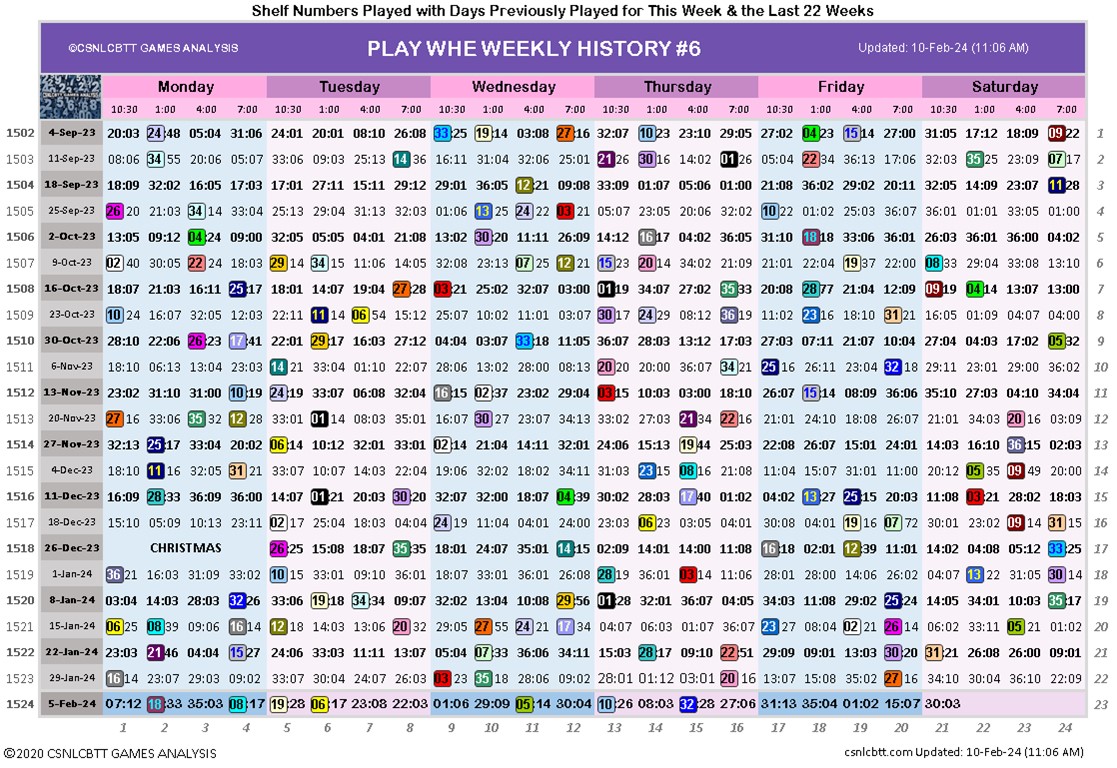 Shelf Numbers Played with Days Previously Played for This Week & the Last 22 Weeks
©CSNLCBTT GAMES ANALYSIS PLAY WHE WEEKLY HISTORY #6 Updated: 10-Feb-24 (11:06 AM)
Monday Tuesday Wednesday Thursday Friday Saturday
10:30 1:00 4:00 7:00 10:30 1:00 4:00 7:00 10:30 1:00 4:00 7:00 10:30 1:00 4:00 7:00 10:30 1:00 4:00 7:00 10:30 1:00 4:00 7:00
1502 4-Sep-23 20:03 24:48 05:04 31:06 24:01 20:01 08:10 26:08 33:25 19:14 03:08 27:16 32:07 10:23 23:10 29:05 27:02 04:23 15:14 27:00 31:05 17:12 18:09 09:22 1
1503 11-Sep-23 08:06 34:55 20:06 05:07 33:06 09:03 25:13 14:36 16:11 31:04 32:06 25:01 21:26 30:16 14:02 01:26 05:04 22:34 36:13 17:06 32:08 35:25 23:09 07:17 2
1504 18-Sep-23 18:09 32:02 16:05 17:03 17:01 27:11 15:11 29:12 29:01 36:05 12:21 09:08 33:09 01:07 05:06 01:00 21:08 36:02 29:02 20:11 32:05 14:09 23:07 11:28 3
1505 25-Sep-23 26:20 21:03 34:14 33:04 25:13 29:04 31:13 32:03 01:06 13:25 24:22 03:21 05:07 23:05 20:06 32:02 10:22 01:02 25:03 36:07 36:01 01:01 33:05 01:00 4
1506 2-Oct-23 13:05 09:12 04:24 09:00 32:05 05:05 04:01 21:08 13:02 30:20 11:11 26:09 14:12 16:17 04:02 36:05 31:10 18:18 33:06 36:01 26:03 36:01 36:00 04:02 5
1507 9-Oct-23 02:40 30:05 22:24 18:03 29:14 34:15 11:06 14:05 32:08 33:05 07:25 12:21 15:23 20:14 34:02 21:09 23:21 07:02 19:37 22:04 08:33 29:04 33:08 13:10 6
1508 16-Oct-23 18:07 21:03 16:11 25:17 18:01 14:07 19:04 27:28 03:21 25:02 32:07 03:00 01:19 34:07 27:02 35:33 20:08 28:77 21:04 12:09 09:19 04:14 13:07 13:00 7
1509 23-Oct-23 10:24 16:07 32:05 12:03 22:06 11:14 06:54 15:12 25:07 10:02 11:01 03:07 30:17 24:29 08:12 36:19 11:02 23:16 18:10 31:21 16:05 01:09 04:07 04:00 8
1510 30-Oct-23 28:10 22:06 26:23 17:41 22:01 29:17 16:03 27:12 04:04 03:07 33:18 11:05 36:07 28:03 13:12 17:03 07:13 07:11 21:07 10:04 27:04 04:03 17:02 05:32 9
1511 6-Nov-23 18:10 06:13 13:04 23:03 14:21 33:04 06:02 27:09 28:06 13:02 28:00 08:13 20:20 10:03 17:06 34:21 25:16 26:11 23:04 32:18 29:11 23:01 29:00 36:02 10
1512 13-Nov-23 23:02 31:10 31:00 10:19 24:19 33:07 06:08 32:04 16:15 02:37 23:02 29:04 03:15 10:03 03:00 18:10 26:07 15:14 08:09 36:06 35:10 27:03 04:10 34:04 11
1513 20-Nov-23 27:16 33:06 35:32 12:28 33:01 01:14 08:03 21:06 18:07 30:27 23:05 34:13 33:02 27:03 21:34 22:16 21:01 24:10 18:08 28:07 21:01 34:03 20:23 03:09 12
1514 27-Nov-23 32:13 25:17 33:04 20:02 06:14 10:12 32:01 33:01 02:14 21:04 14:11 32:01 24:06 15:13 19:44 25:03 22:08 26:07 13:01 24:13 14:03 16:10 36:15 02:03 13
1515 4-Dec-23 18:10 11:16 32:05 31:21 33:07 10:07 14:03 22:04 19:06 32:02 18:02 34:11 31:03 23:15 08:16 21:08 11:04 15:07 31:01 11:00 20:12 05:35 09:49 20:00 14
1516 11-Dec-23 16:09 28:33 36:09 36:00 14:07 01:21 20:03 30:20 32:07 32:00 18:07 04:39 30:02 28:03 17:40 01:02 04:02 13:27 25:15 20:03 11:08 03:21 28:02 18:03 15
1517 18-Dec-23 15:10 05:09 10:13 23:11 02:17 25:04 18:03 04:04 24:19 11:04 04:01 24:00 23:04 06:23 03:05 04:01 30:08 04:01 19:16 07:72 30:01 23:02 09:14 31:15 16
1518 26-Dec-23 CHRISTMAS 26:25 15:08 18:07 35:35 18:01 24:07 35:01 14:15 02:09 14:01 14:00 11:08 16:18 02:01 12:39 11:01 14:02 04:08 05:12 33:25 17
1519 1-Jan-24 36:21 16:03 31:09 33:02 10:15 33:01 09:10 36:01 18:07 33:01 36:01 26:08 28:19 36:01 03:14 11:06 28:01 28:00 14:06 26:02 04:07 13:22 31:05 30:14 18
1520 8-Jan-24 03:04 14:03 28:03 32:26 33:06 19:18 34:34 09:07 32:02 13:04 10:08 29:56 01:28 32:01 36:07 04:05 34:03 11:08 29:02 25:24 14:05 34:01 10:03 35:17 19
1521 15-Jan-24 06:25 08:39 09:06 16:14 12:18 14:03 13:08 20:32 29:05 27:55 24:21 17:34 04:07 06:03 01:07 36:07 23:27 08:04 02:21 26:14 06:02 33:11 05:21 01:02 20
1522 22-Jan-24 21:46 23:03 04:04 15:27 24:06 33:03 11:11 13:07 05:04 07:33 36:06 34:11 15:03 28:17 09:10 22:51 29:09 09:01 13:03 30:20 31:21 26:08 26:00 09:01 21
1523 29-Jan-24 16:14 23:07 29:03 09:02 33:07 30:04 24:07 26:03 03:23 35:18 28:06 09:02 28:01 01:12 03:01 20:16 13:07 15:08 35:02 27:16 34:10 30:04 36:10 22:09 22
1524 5-Feb-24 07:12 18:33 35:03 08:17 19:28 06:17 23:08 22:03 01:06 29:09 05:14 30:04 10:26 08:03 32:28 27:06 31:13 35:04 01:02 15:07 30:03 23
1 2 3 4 5 6 7 8 9 10 11 12 13 14 15 16 17 18 19 20 21 22 23 24
©2020 CSNLCBTT GAMES ANALYSIS csnlcbtt.com Updated: 10-Feb-24 (11:06 AM)